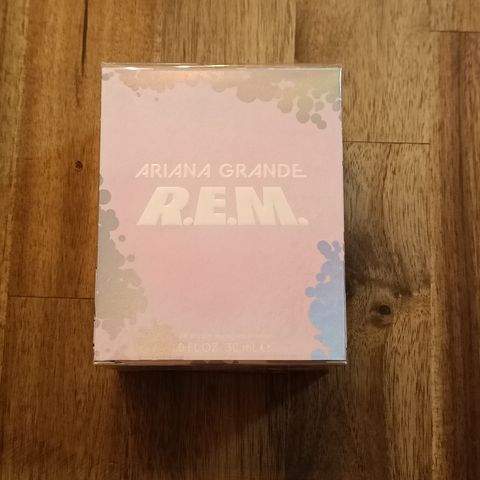 ARIANA GRANDE
R.E.M.
FL OZ 30 mL e